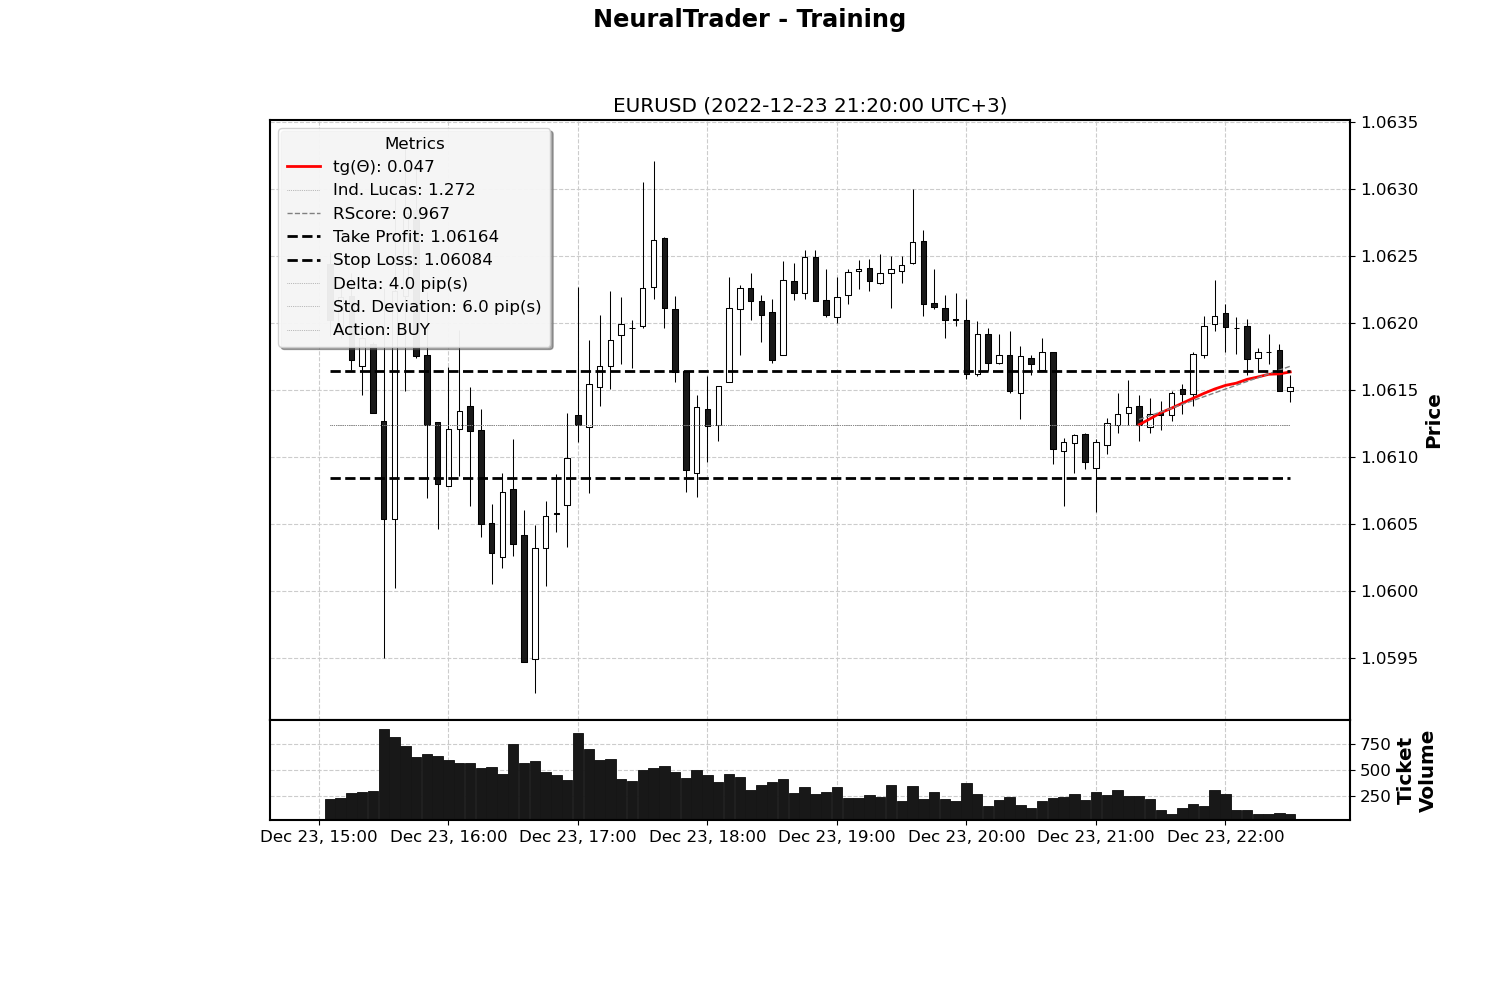 NeuralTrader - Training
EURUSD (2022-12-23 21:20:00 UTC+3)
Metrics
tg(Θ): 0.047
Ind. Lucas: 1.272
RScore: 0.967
Take Profit: 1.06164
Stop Loss: 1.06084
Delta: 4.0 pip(s)
Std. Deviation: 6.0 pip(s)
Action: BUY
1.0635
1.0630
1.0625
1.0620
1.0615
1.0610
1.0605
1.0600
1.0595
Price
750
500
250
Ticket
Volume
Dec 23, 15:00
Dec 23, 16:00
Dec 23, 17:00
Dec 23, 18:00
Dec 23, 19:00
Dec 23, 20:00
Dec 23, 21:00
Dec 23, 22:00